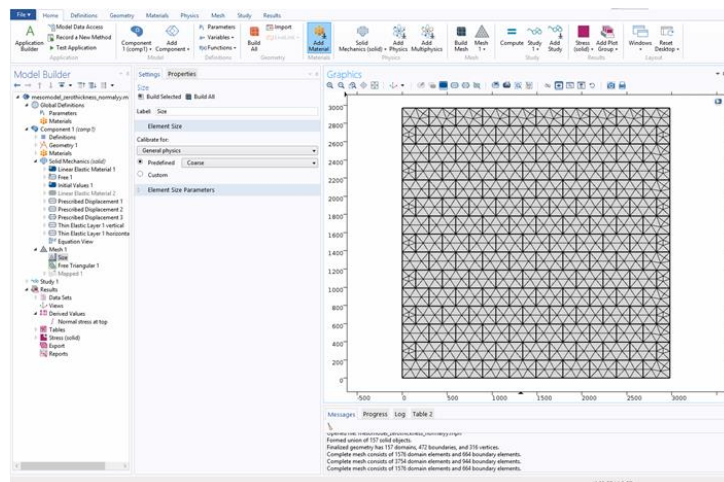 File Home Definitions Geometry Materials Physics Mesh Study Results
Application Builder
Model Data Access
Record a New Method
Test Application
Application
Component 1 (comp1)
Add Component
Model
Pi Parameters
a= Variables
f(x) Functions
Definitions
Build All
Import
LiveLink
Geometry
Add Material
Materials
Solid Mechanics (solid)
Add Physics
Add Multiphysics
Physics
Build Mesh
Mesh 1
Mesh
Compute
Study 1
Add Study
Study
Stress (solid)
Add Plot Group
Results
Windows
Reset Desktop
Layout
Model Builder
Global Definitions
Pi Parameters
Materials
Component 1 (comp1)
Definitions
Geometry 1
Materials
Solid Mechanics (solid)
Linear Elastic Material 1
Free 1
Initial Values 1
Linear Elastic Material 2
Prescribed Displacement 1
Prescribed Displacement 2
Prescribed Displacement 3
Thin Elastic Layer 1 vertical
Thin Elastic Layer 1 horizonta
Equation View
Mesh 1
Size
Free Triangular 1
Mapped 1
Study 1
Results
Data Sets
Views
Derived Values
Normal stress at top
Tables
Stress (solid)
Export
Reports
Settings Properties
Size
Build Selected Build All
Label: Size
Element Size
Calibrate for:
General physics
Predefined Coarse
Custom
Element Size Parameters
Graphics
3000
2800
2600
2400
2200
2000
1800
1600
1400
1200
1000
800
600
400
200
0
-500 0 500 1000 1500 2000 2500 3000
Messages Progress Log Table 2
Formed union of 157 solid objects.
Finalized geometry has 157 domains, 472 boundaries, and 316 vertices.
Complete mesh consists of 1576 domain elements and 664 boundary elements.
Complete mesh consists of 3754 domain elements and 944 boundary elements.
Complete mesh consists of 1576 domain elements and 664 boundary elements.